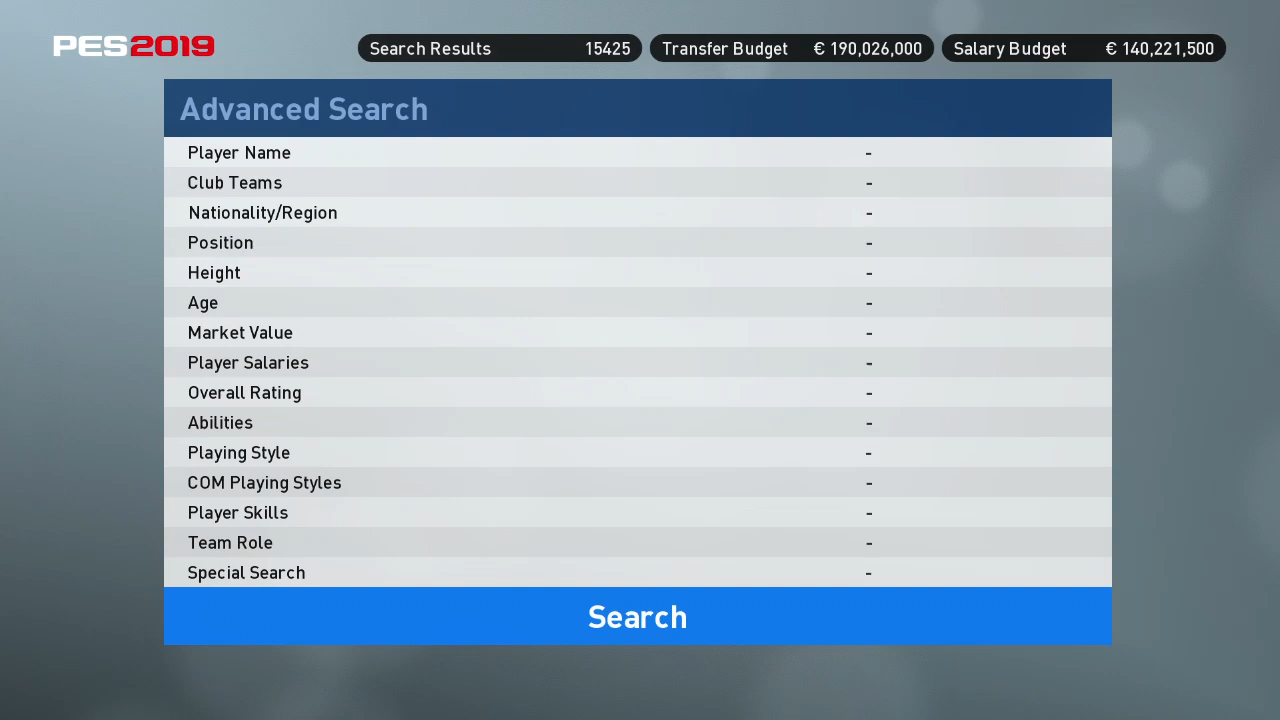 PES2019
Search Results 15425 Transfer Budget € 190,026,000 Salary Budget € 140,221,500
Advanced Search
Player Name -
Club Teams -
Nationality/Region -
Position -
Height -
Age -
Market Value -
Player Salaries -
Overall Rating -
Abilities -
Playing Style -
COM Playing Styles -
Player Skills -
Team Role -
Special Search -
Search